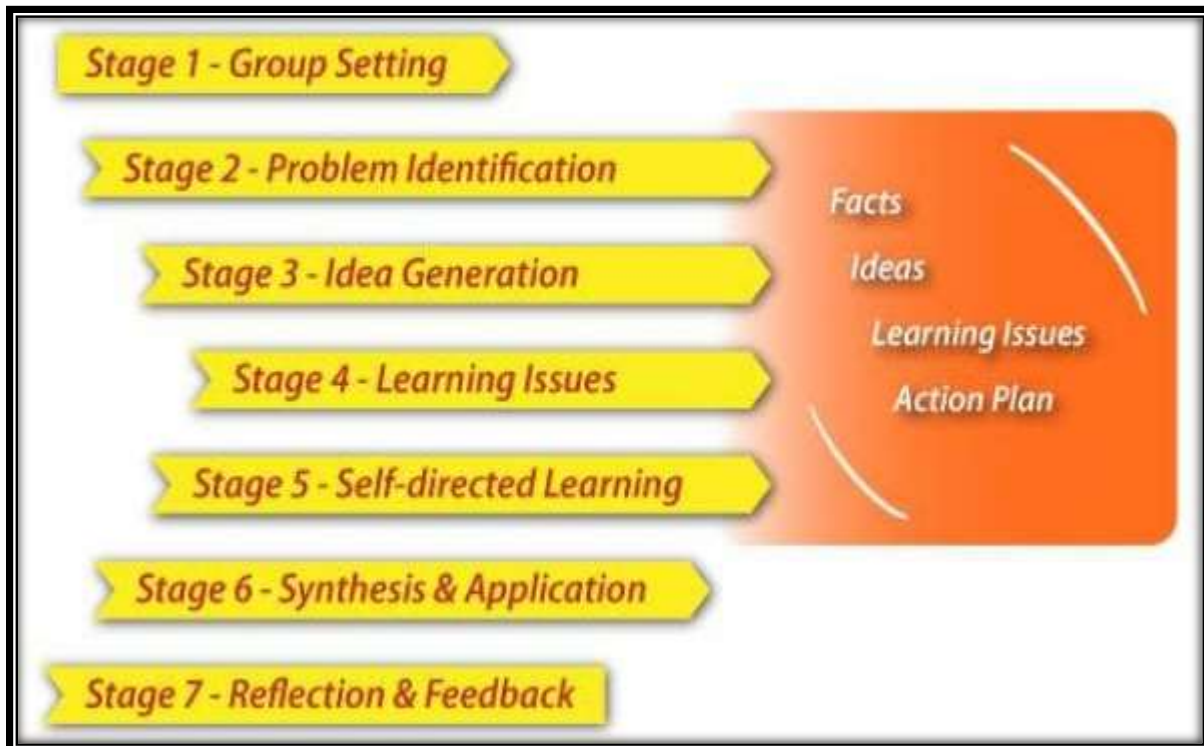 Stage 1 - Group Setting
Stage 2 - Problem Identification
Stage 3 - Idea Generation
Stage 4 - Learning Issues
Stage 5 - Self-directed Learning
Stage 6 - Synthesis & Application
Stage 7 - Reflection & Feedback
Facts
Ideas
Learning Issues
Action Plan